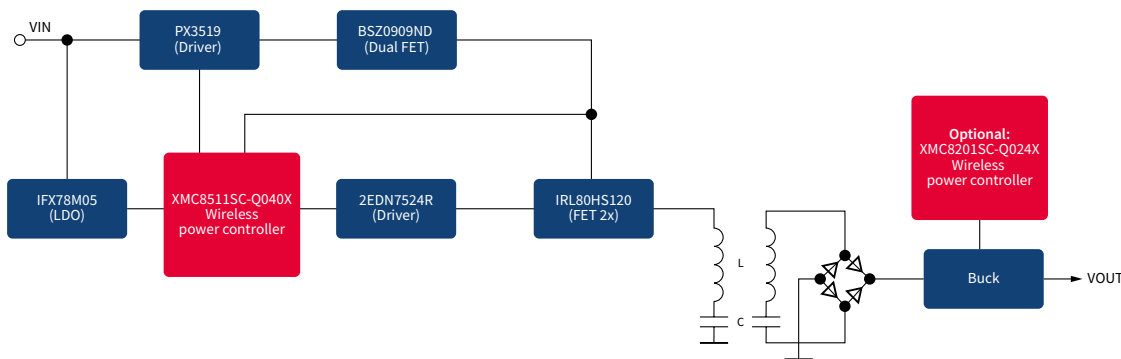 VIN
PX3519
(Driver)
BSZ0909ND
(Dual FET)
IFX78M05
(LDO)
XMC8511SC-Q040X
Wireless
power controller
2EDN7524R
(Driver)
IRL80HS120
(FET 2x)
L
C
Optional:
XMC8201SC-Q024X
Wireless
power controller
Buck
VOUT